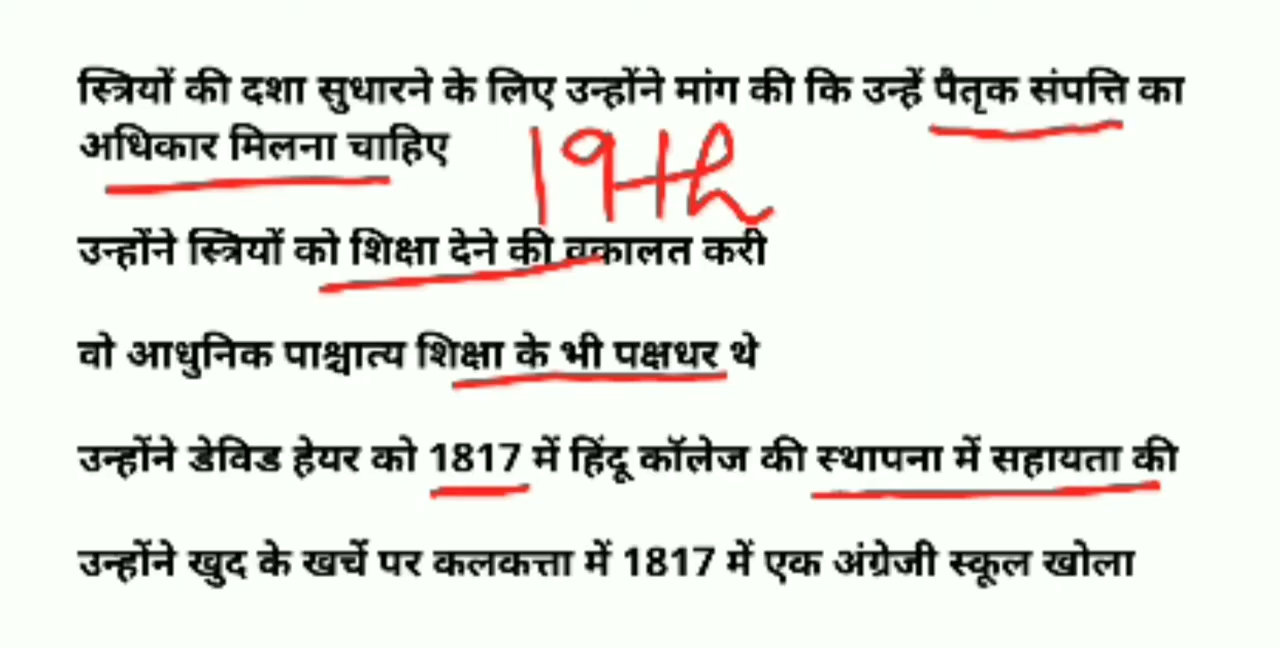 स्त्रियों की दशा सुधारने के लिए उन्होंने मांग की कि उन्हें पैतृक संपत्ति का
अधिकार मिलना चाहिए
19th
उन्होंने स्त्रियों को शिक्षा देने की वकालत करी
वो आधुनिक पाश्चात्य शिक्षा के भी पक्षधर थे
उन्होंने डेविड हेयर को 1817 में हिंदू कॉलेज की स्थापना में सहायता की
उन्होंने खुद के खर्चे पर कलकत्ता में 1817 में एक अंग्रेजी स्कूल खोला